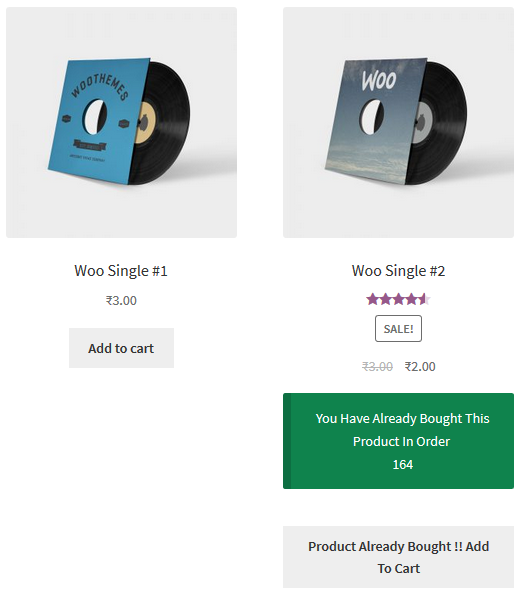 WOOTHEMES
WOO
Woo Single #1
₹3.00
Add to cart
Woo Single #2
SALE!
₹3.00 ₹2.00
You Have Already Bought This
Product In Order
164
Product Already Bought !! Add
To Cart